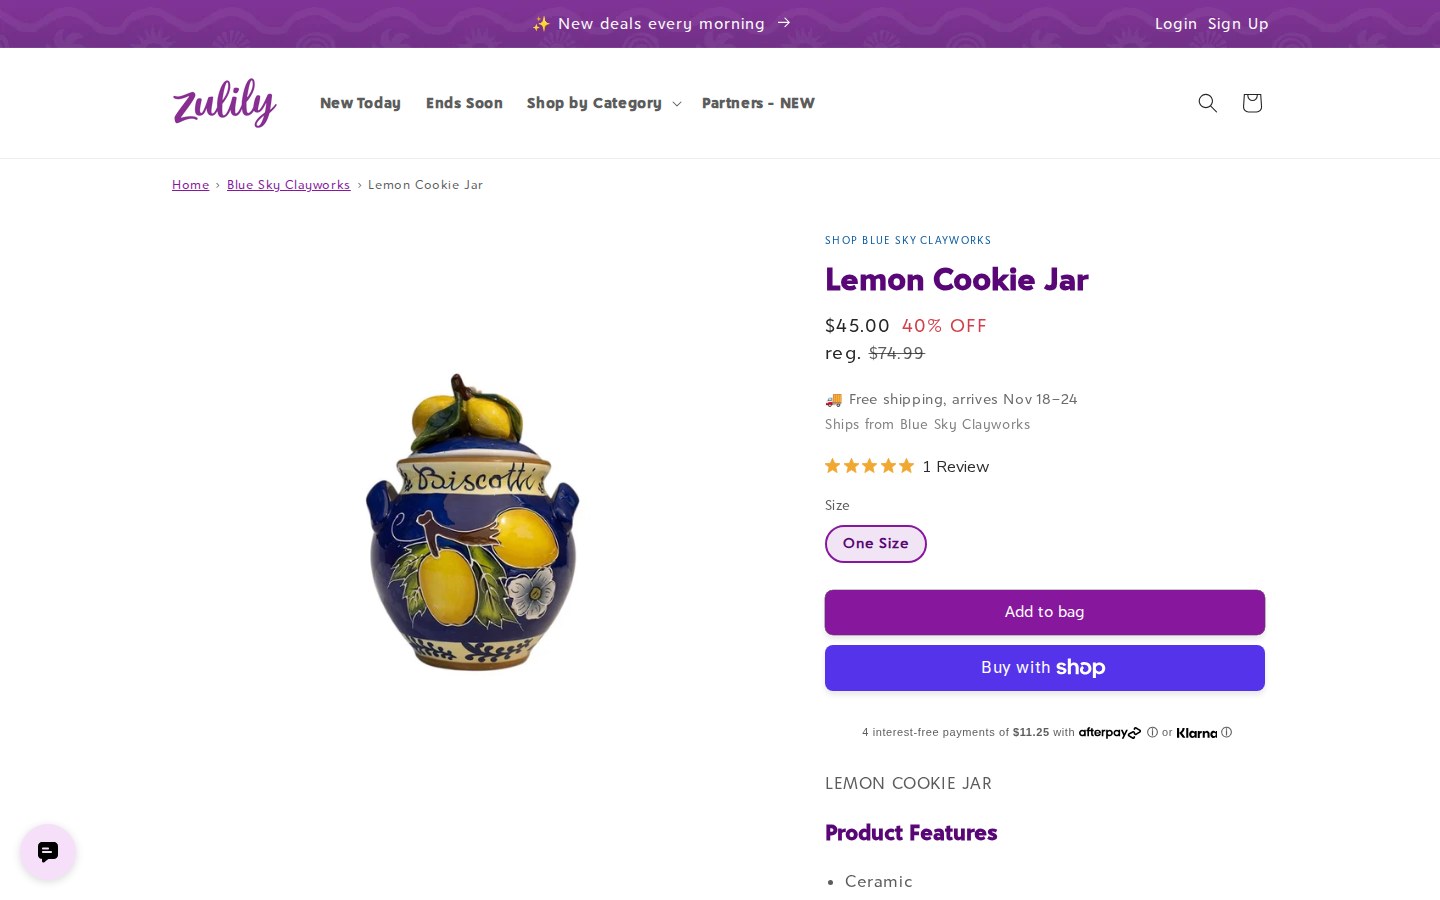 ✨ New deals every morning →
Login Sign Up
zulily
New Today Ends Soon Shop by Category Partners - NEW
Home › Blue Sky Clayworks › Lemon Cookie Jar
SHOP BLUE SKY CLAYWORKS
Lemon Cookie Jar
$45.00 40% OFF
reg. $74.99
🚚 Free shipping, arrives Nov 18–24
Ships from Blue Sky Clayworks
1 Review
Size
One Size
Add to bag
Buy with shop
4 interest-free payments of $11.25 with afterpay ⓘ or Klarna ⓘ
LEMON COOKIE JAR
Product Features
• Ceramic
Biscotti